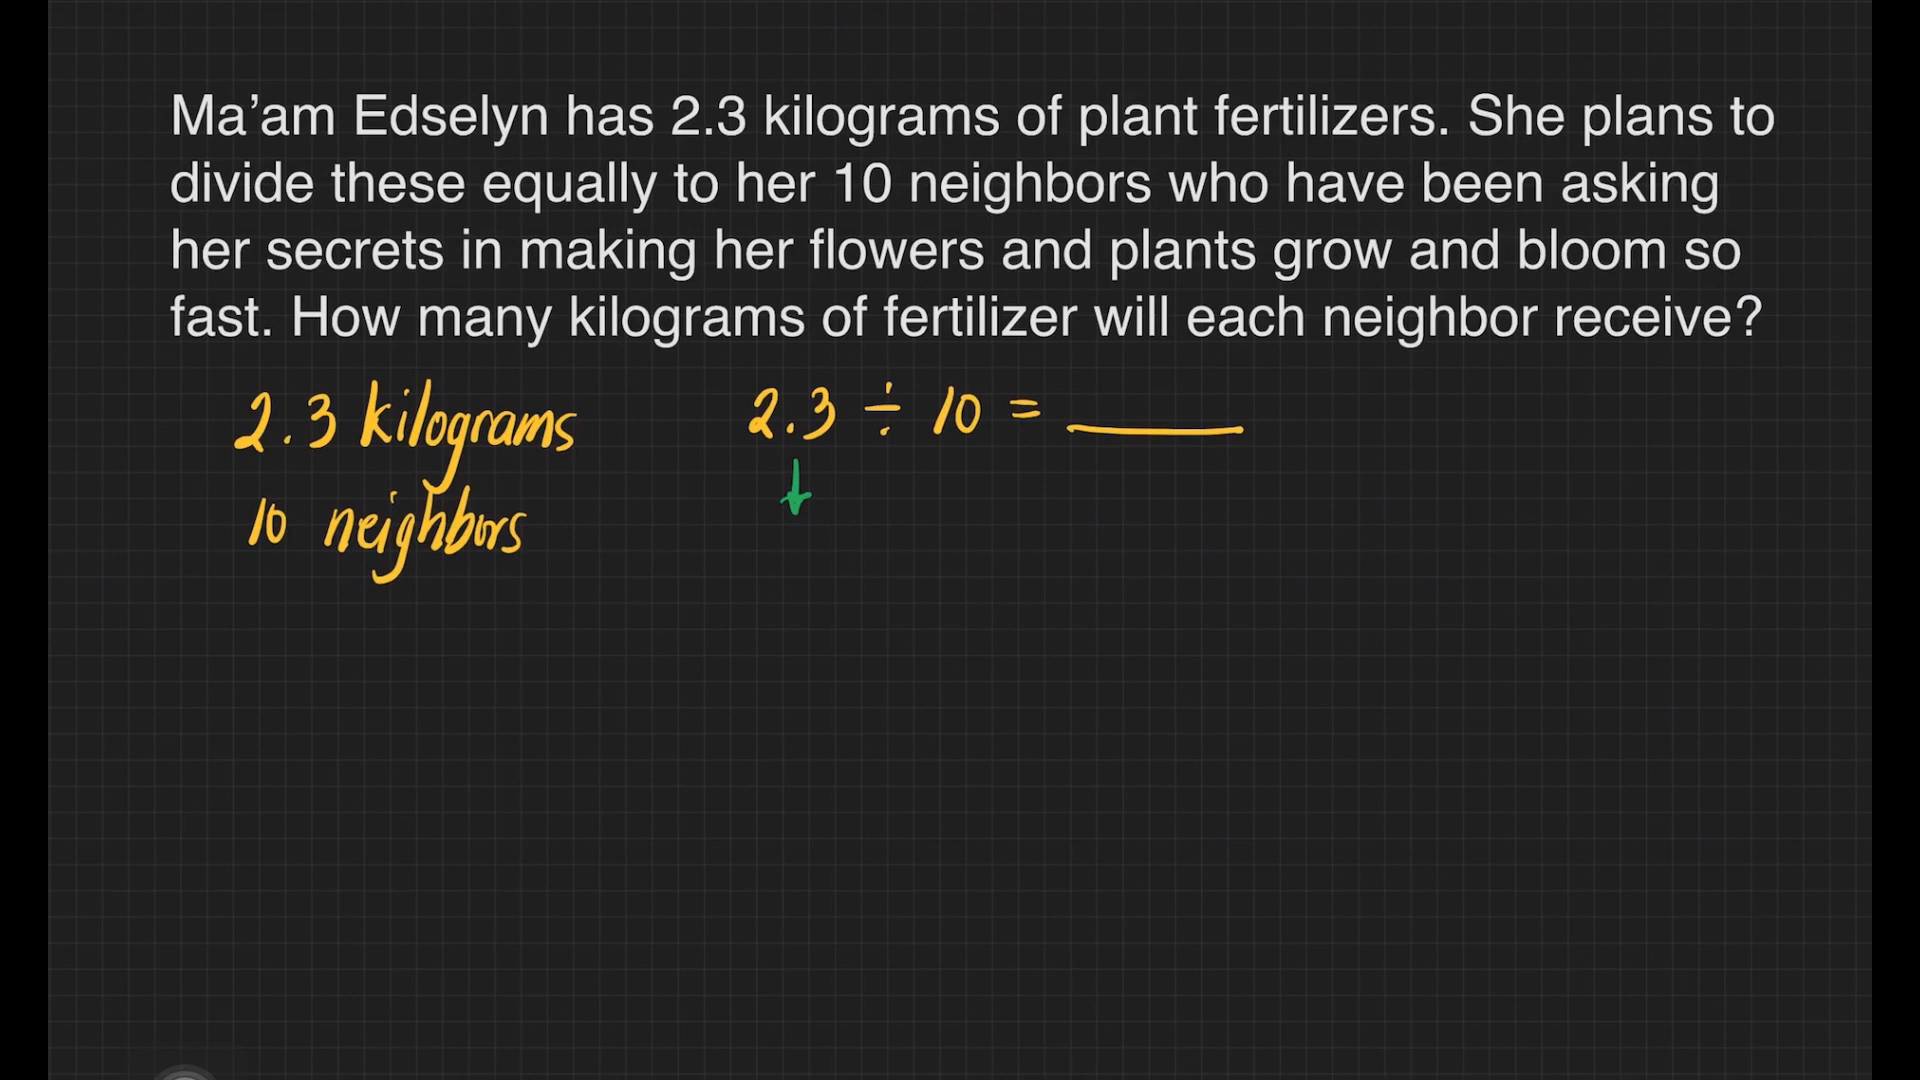 Ma’am Edselyn has 2.3 kilograms of plant fertilizers. She plans to
divide these equally to her 10 neighbors who have been asking
her secrets in making her flowers and plants grow and bloom so
fast. How many kilograms of fertilizer will each neighbor receive?
2.3 kilograms
10 neighbors
2.3 ÷ 10 = ____